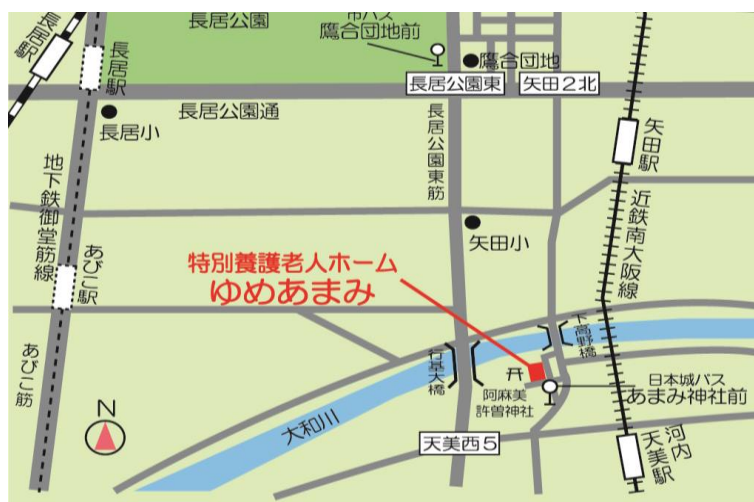 長居公園
市バス
鷹合団地前
長居駅
長居駅
鷹合団地
長居公園東
矢田2北
長居公園通
長居小
長居公園東筋
矢田駅
地下鉄御堂筋線
近鉄南大阪線
矢田小
特別養護老人ホーム
ゆめあまみ
あびこ駅
あびこ筋
下高野橋
行基大橋
阿麻美
許曽神社
日本城バス
あまみ神社前
大和川
N
天美西5
河内
天美駅